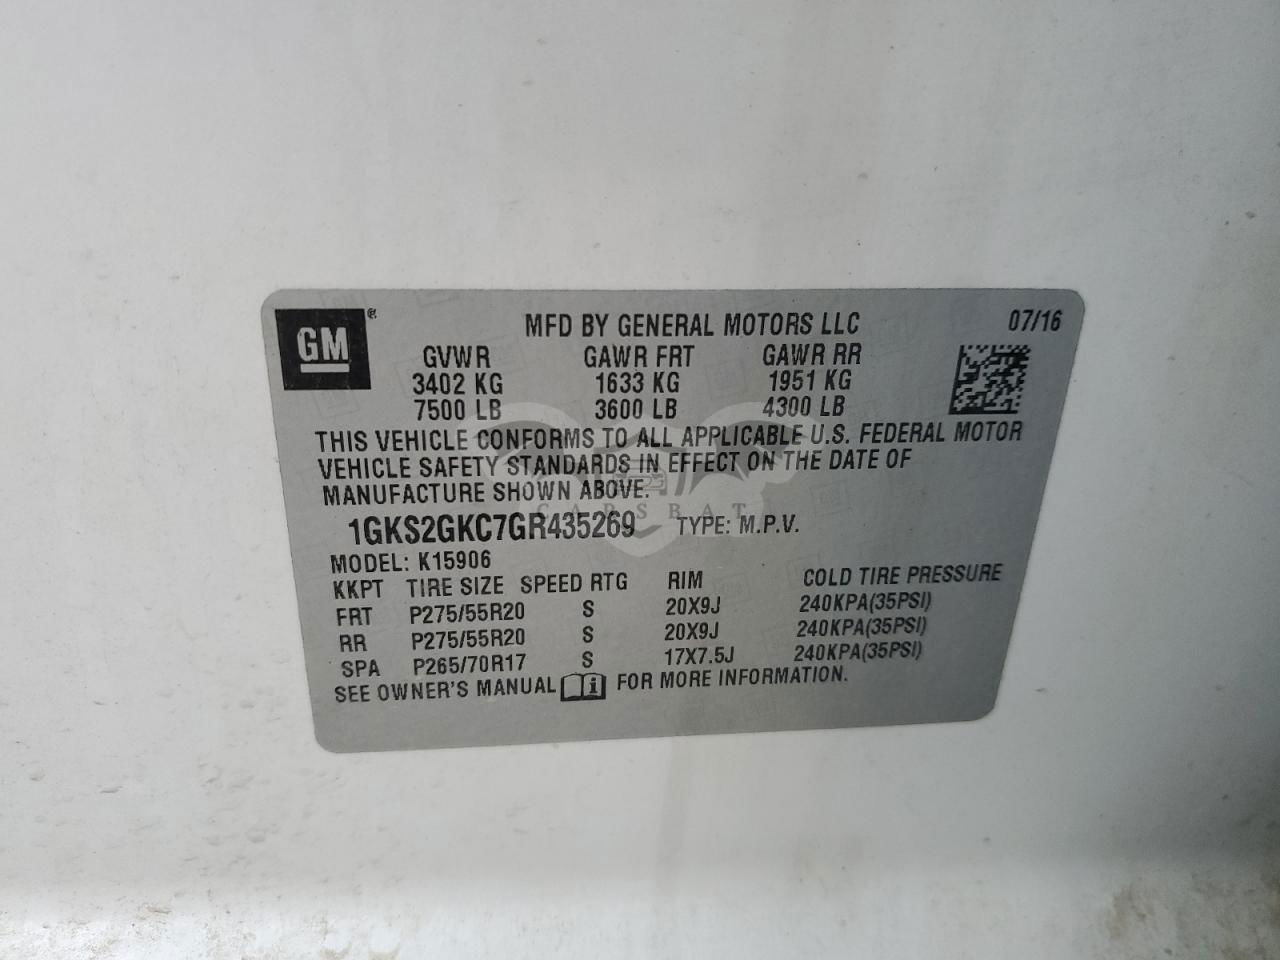 GM
MFD BY GENERAL MOTORS LLC 07/16
GVWR GAWR FRT GAWR RR
3402 KG 1633 KG 1951 KG
7500 LB 3600 LB 4300 LB
THIS VEHICLE CONFORMS TO ALL APPLICABLE U.S. FEDERAL MOTOR
VEHICLE SAFETY STANDARDS IN EFFECT ON THE DATE OF
MANUFACTURE SHOWN ABOVE.
CARSBAT
1GKS2GKC7GR435269 TYPE: M.P.V.
MODEL: K15906
KKPT TIRE SIZE SPEED RTG RIM COLD TIRE PRESSURE
FRT P275/55R20 S 20X9J 240KPA(35PSI)
RR P275/55R20 S 20X9J 240KPA(35PSI)
SPA P265/70R17 S 17X7.5J 240KPA(35PSI)
SEE OWNER'S MANUAL FOR MORE INFORMATION.